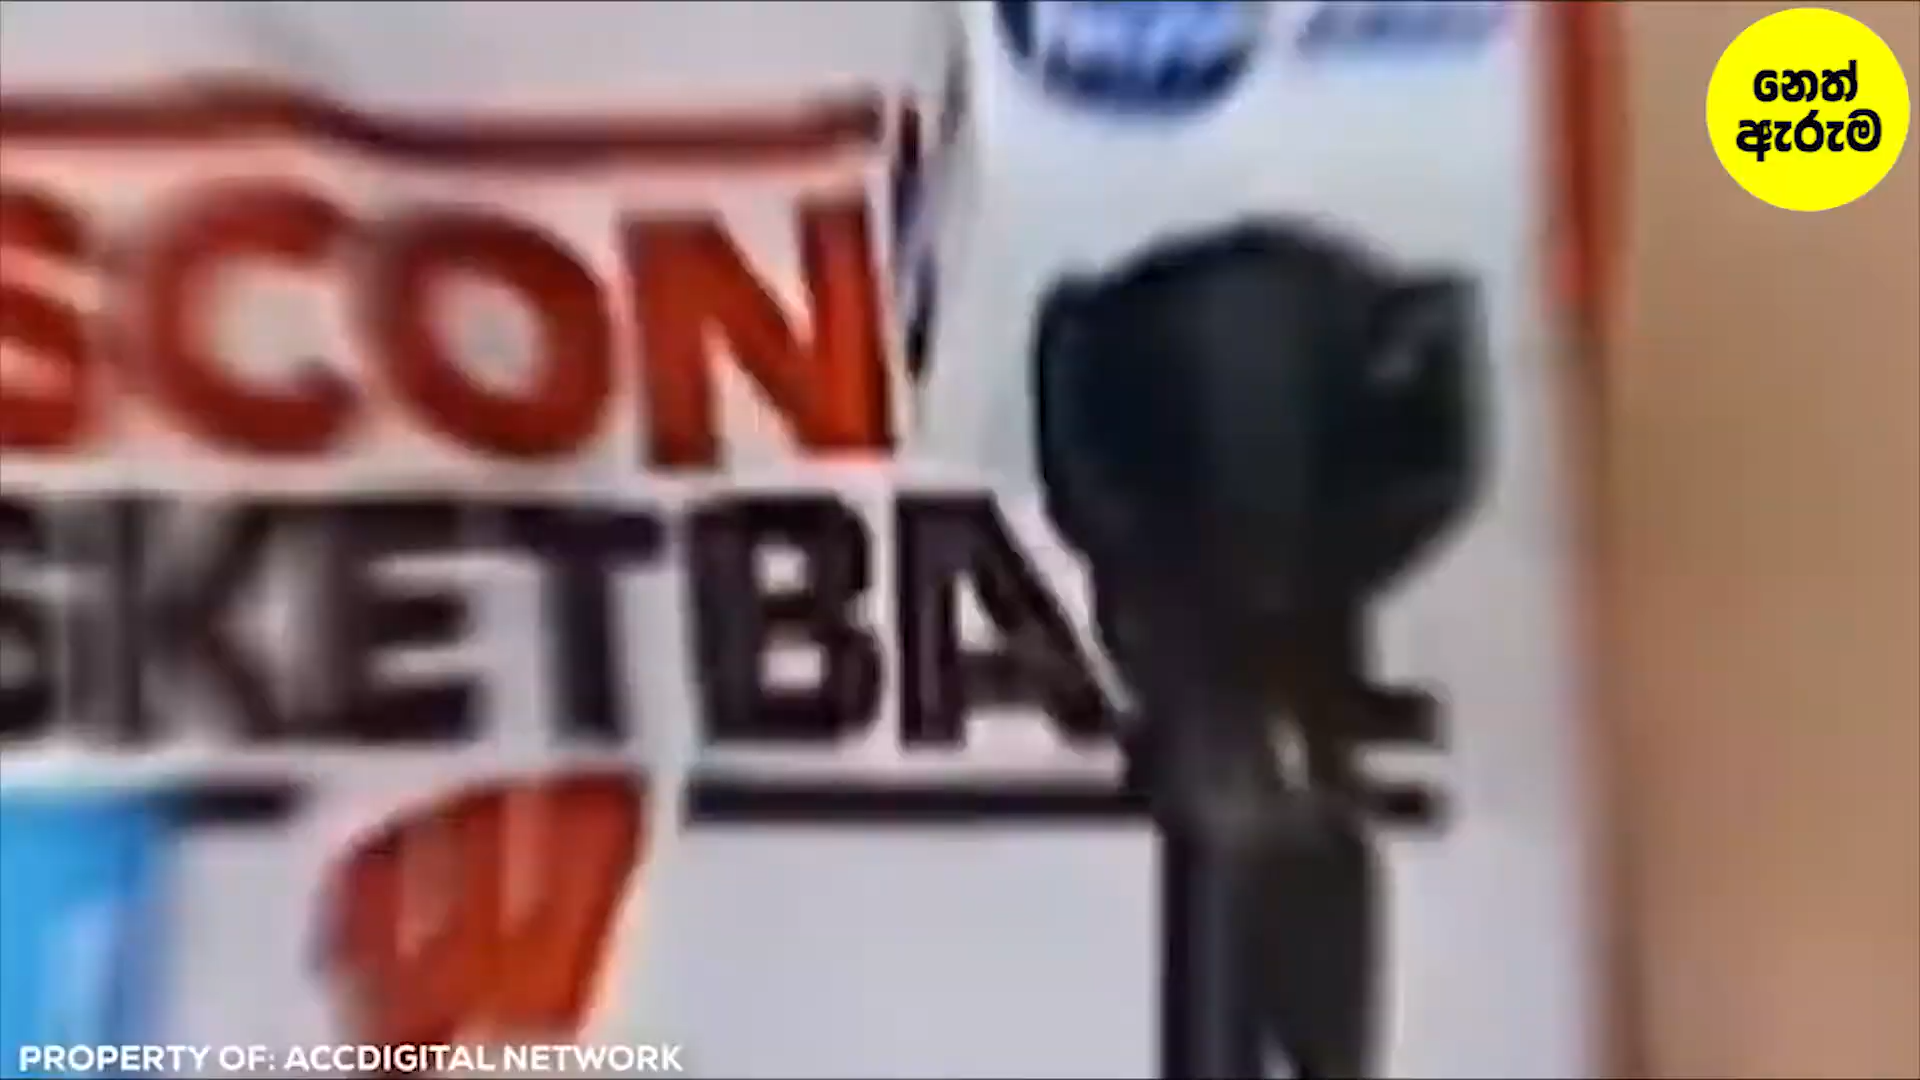 නෙත්
ඇරුම
SCON
SKETBA
W
PROPERTY OF: ACCDIGITAL NETWORK